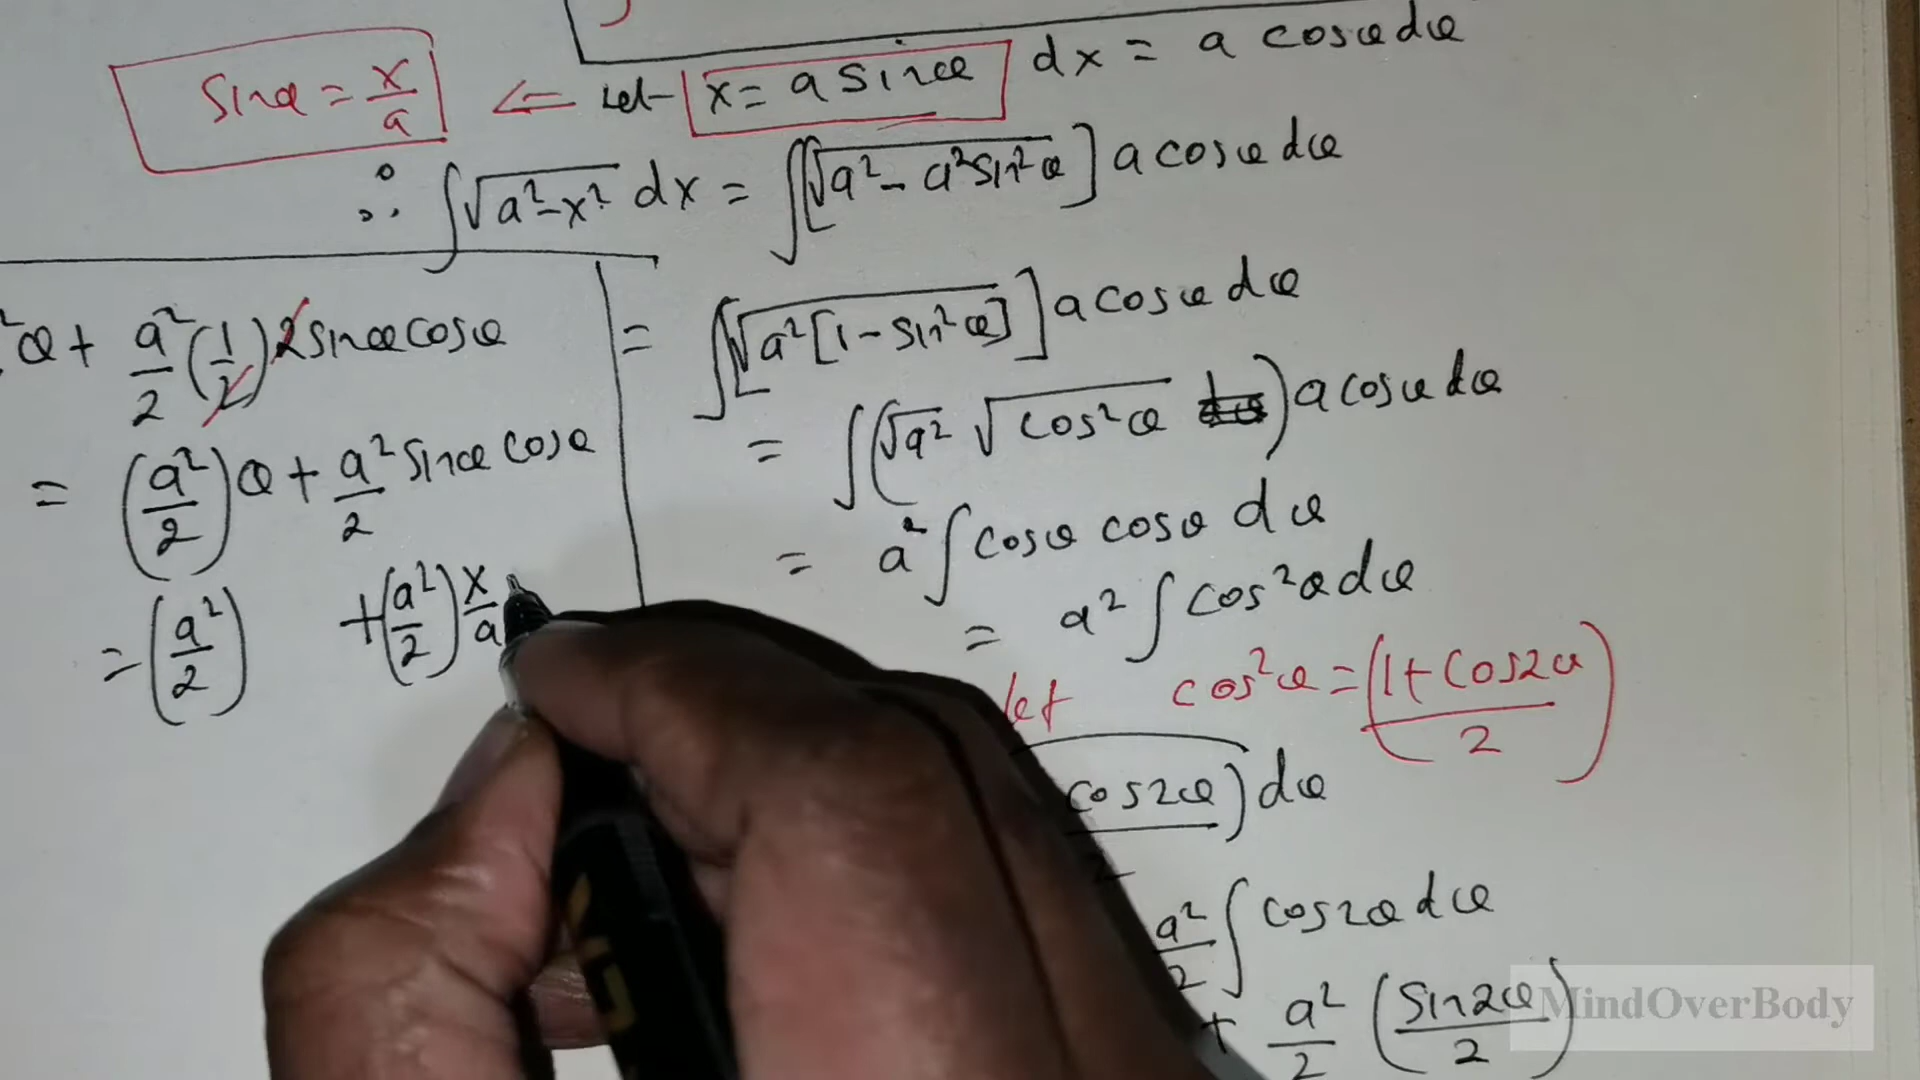 Sinθ = x/a ⇐ Let x = a sinθ dx = a cosθ dθ
∴ ∫√(a²-x²) dx = ∫[√(a² - a²sin²θ)] a cosθ dθ
= ∫[√(a²[1 - sin²θ])] a cosθ dθ
= ∫(√a² √(cos²θ)) a cosθ dθ
= a² ∫cosθ cosθ dθ
= a² ∫cos²θ dθ
let cos²θ = ((1 + cos2θ)/2)
cos2θ) dθ
2
a²/2 ∫cos2θ dθ
+ a²/2 (sin2θ/2)
²θ + a²/2 (1/2) 2 sinθ cosθ
= (a²/2)θ + a²/2 sinθ cosθ
= (a²/2) + (a²/2) x/a
MindOverBody